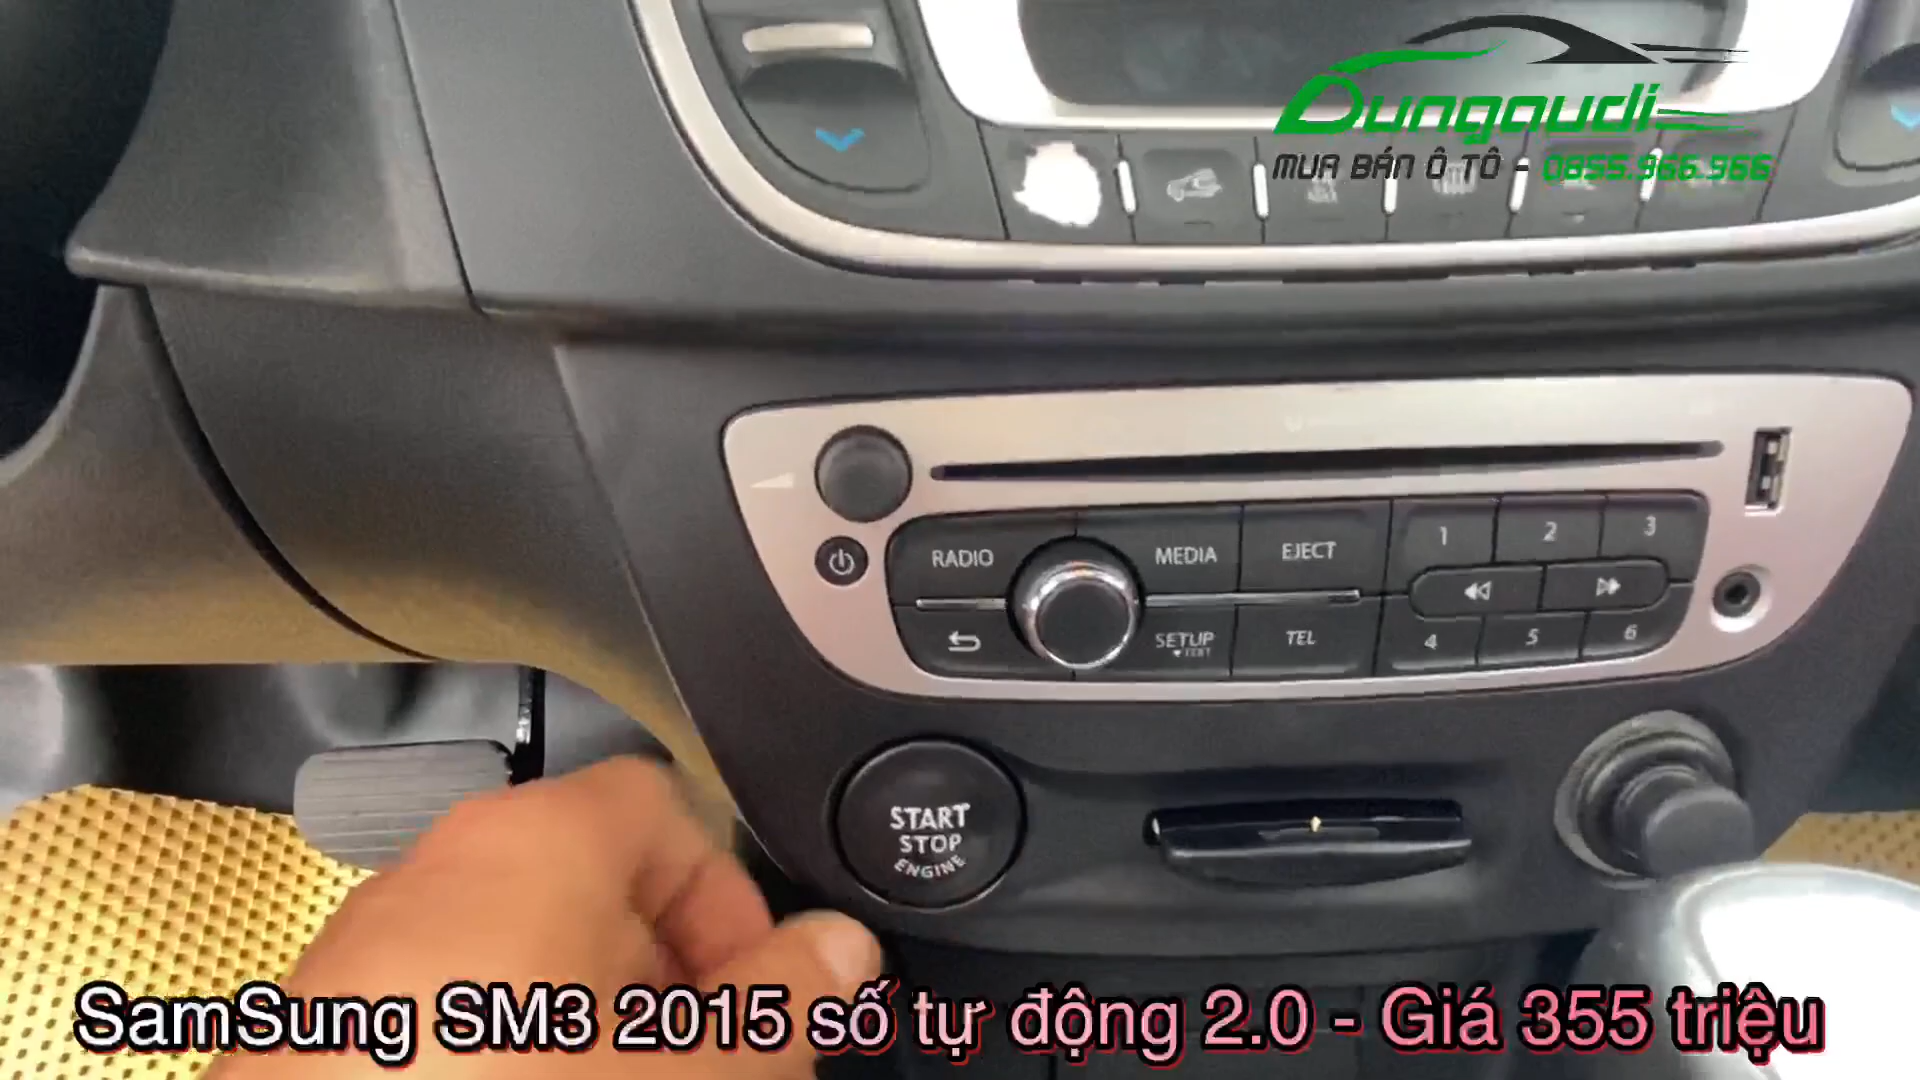 Dungaudi
MUA BÁN Ô TÔ - 0855.966.966
RADIO
MEDIA
EJECT
1
2
3
SETUP
TEXT
TEL
4
5
6
START
STOP
ENGINE
SamSung SM3 2015 số tự động 2.0 - Giá 355 triệu